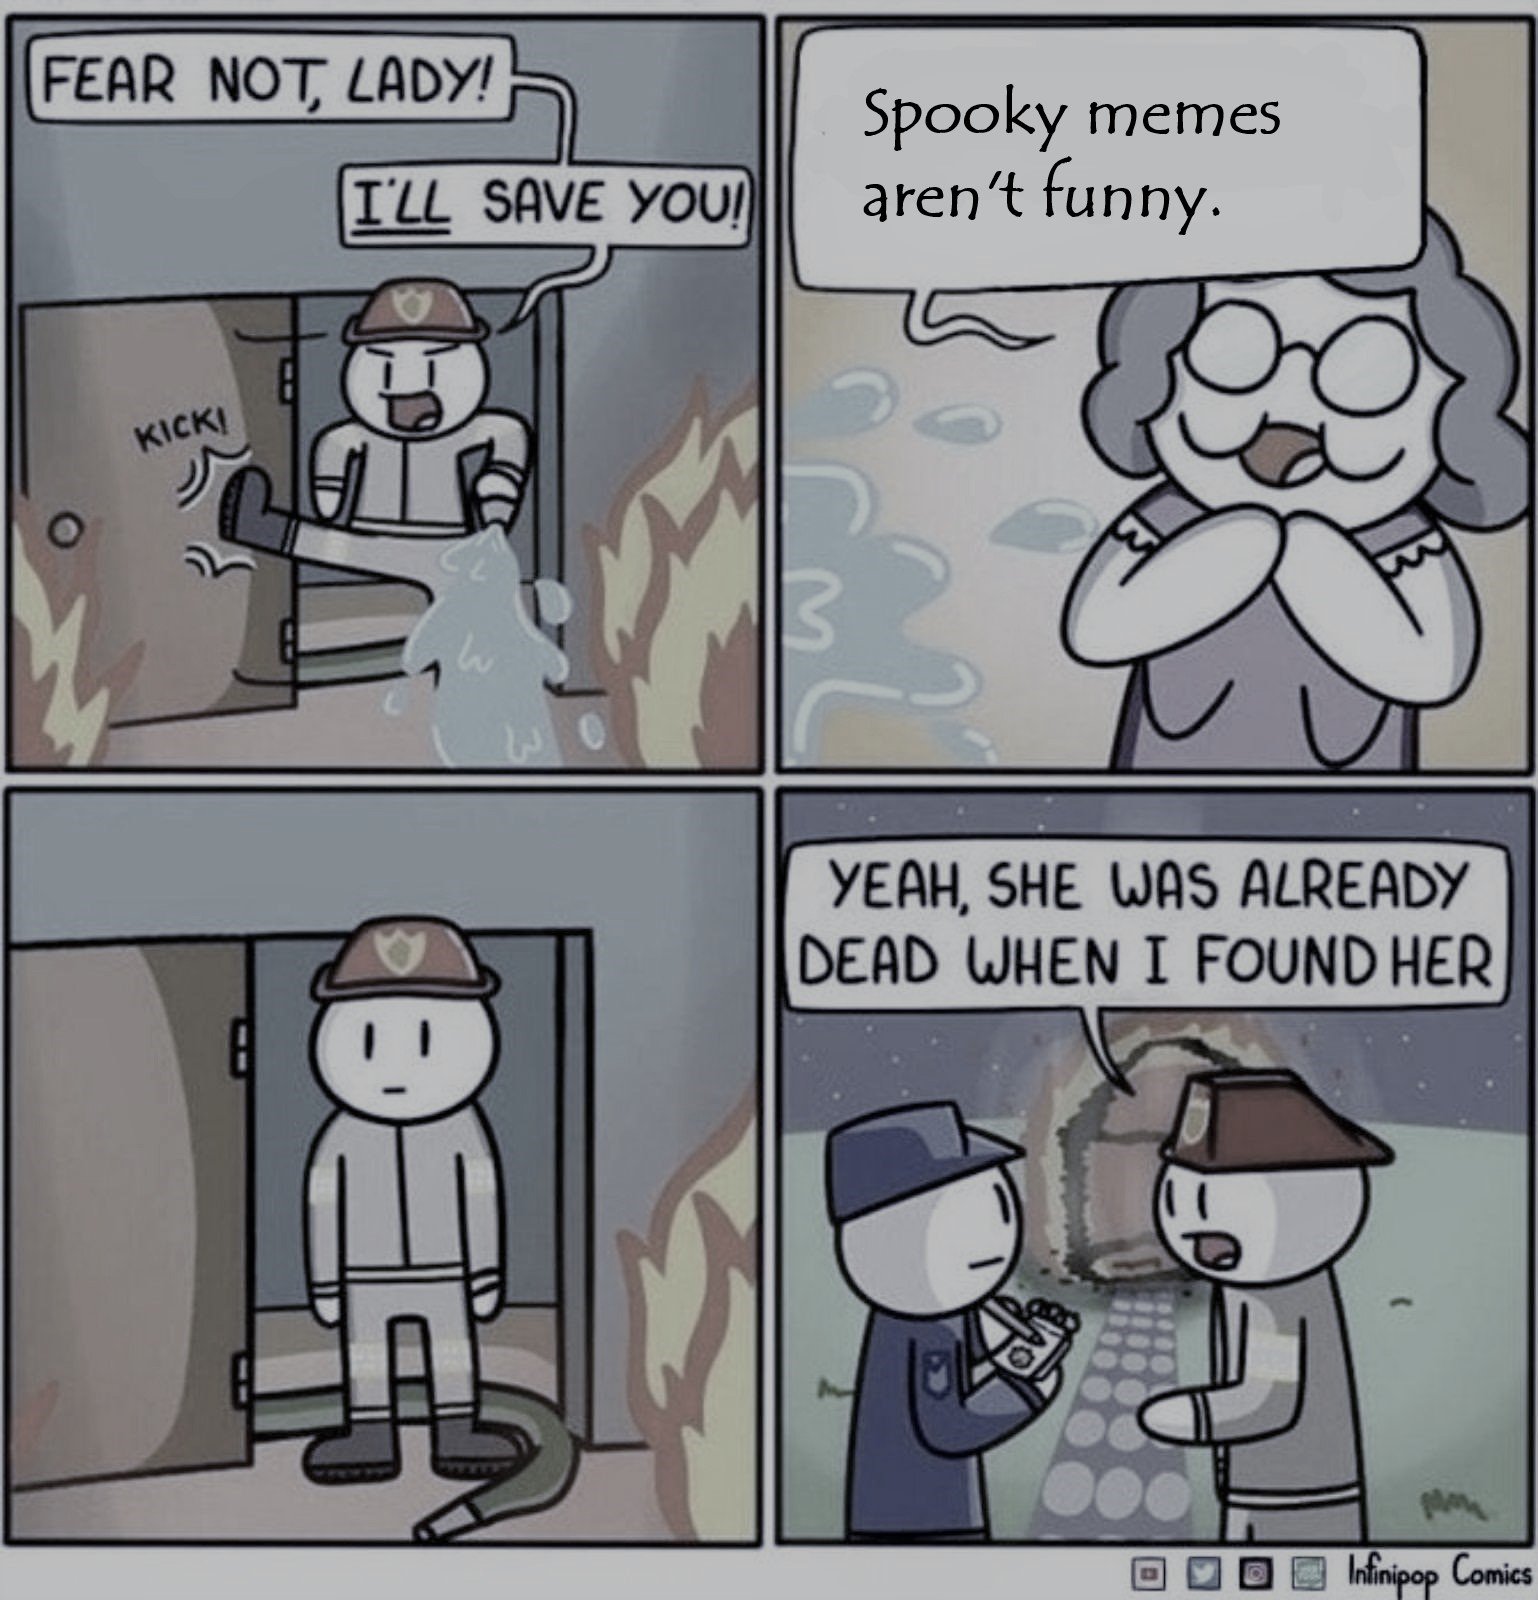 FEAR NOT, LADY!
I'LL SAVE YOU!
KICK!
Spooky memes
aren't funny.
YEAH, SHE WAS ALREADY
DEAD WHEN I FOUND HER
Infinipop Comics